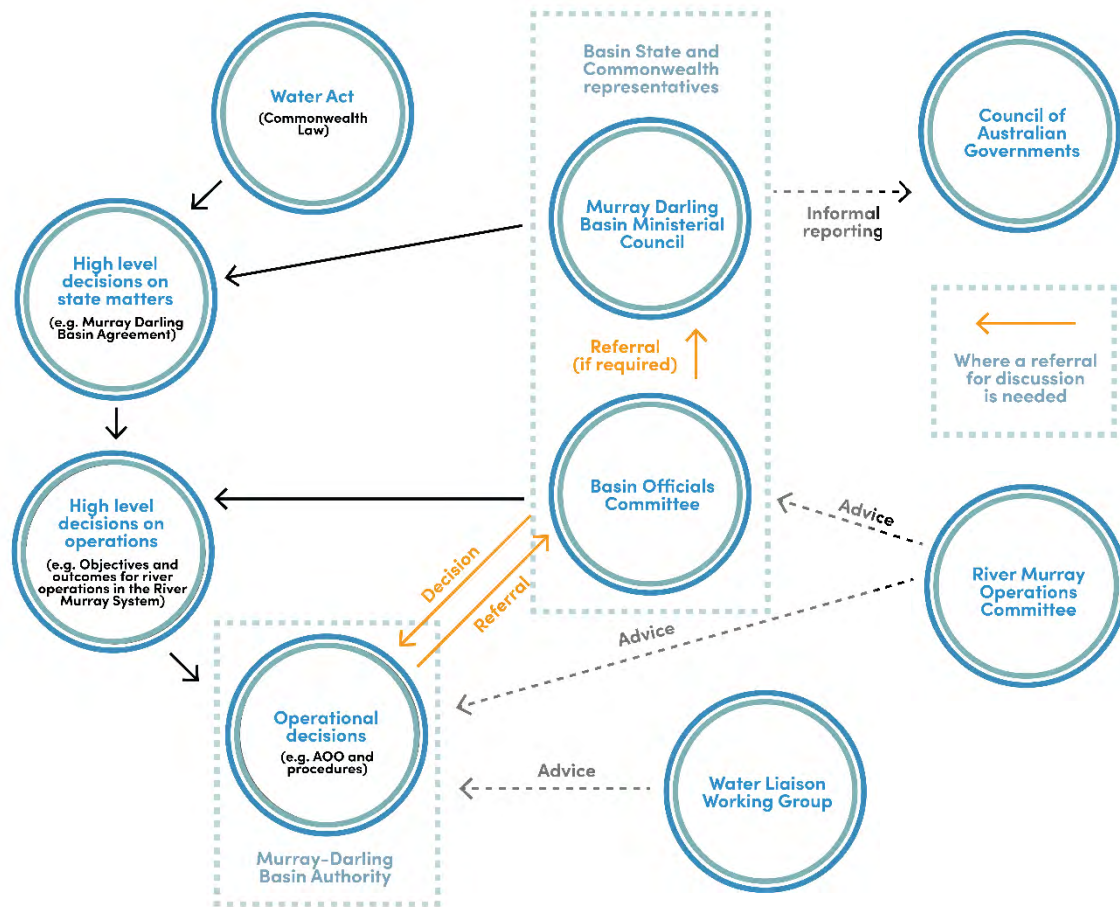 Water Act
(Commonwealth
Law)
Basin State and
Commonwealth
representatives
Council of
Australian
Governments
Murray Darling
Basin Ministerial
Council
Informal
reporting
High level
decisions on
state matters
(e.g. Murray Darling
Basin Agreement)
Referral
(if required)
Where a referral
for discussion
is needed
High level
decisions on
operations
(e.g. Objectives and
outcomes for river
operations in the River
Murray System)
Basin Officials
Committee
Advice
River Murray
Operations
Committee
Decision
Referral
Advice
Operational
decisions
(e.g. AOO and
procedures)
Advice
Water Liaison
Working Group
Murray-Darling
Basin Authority